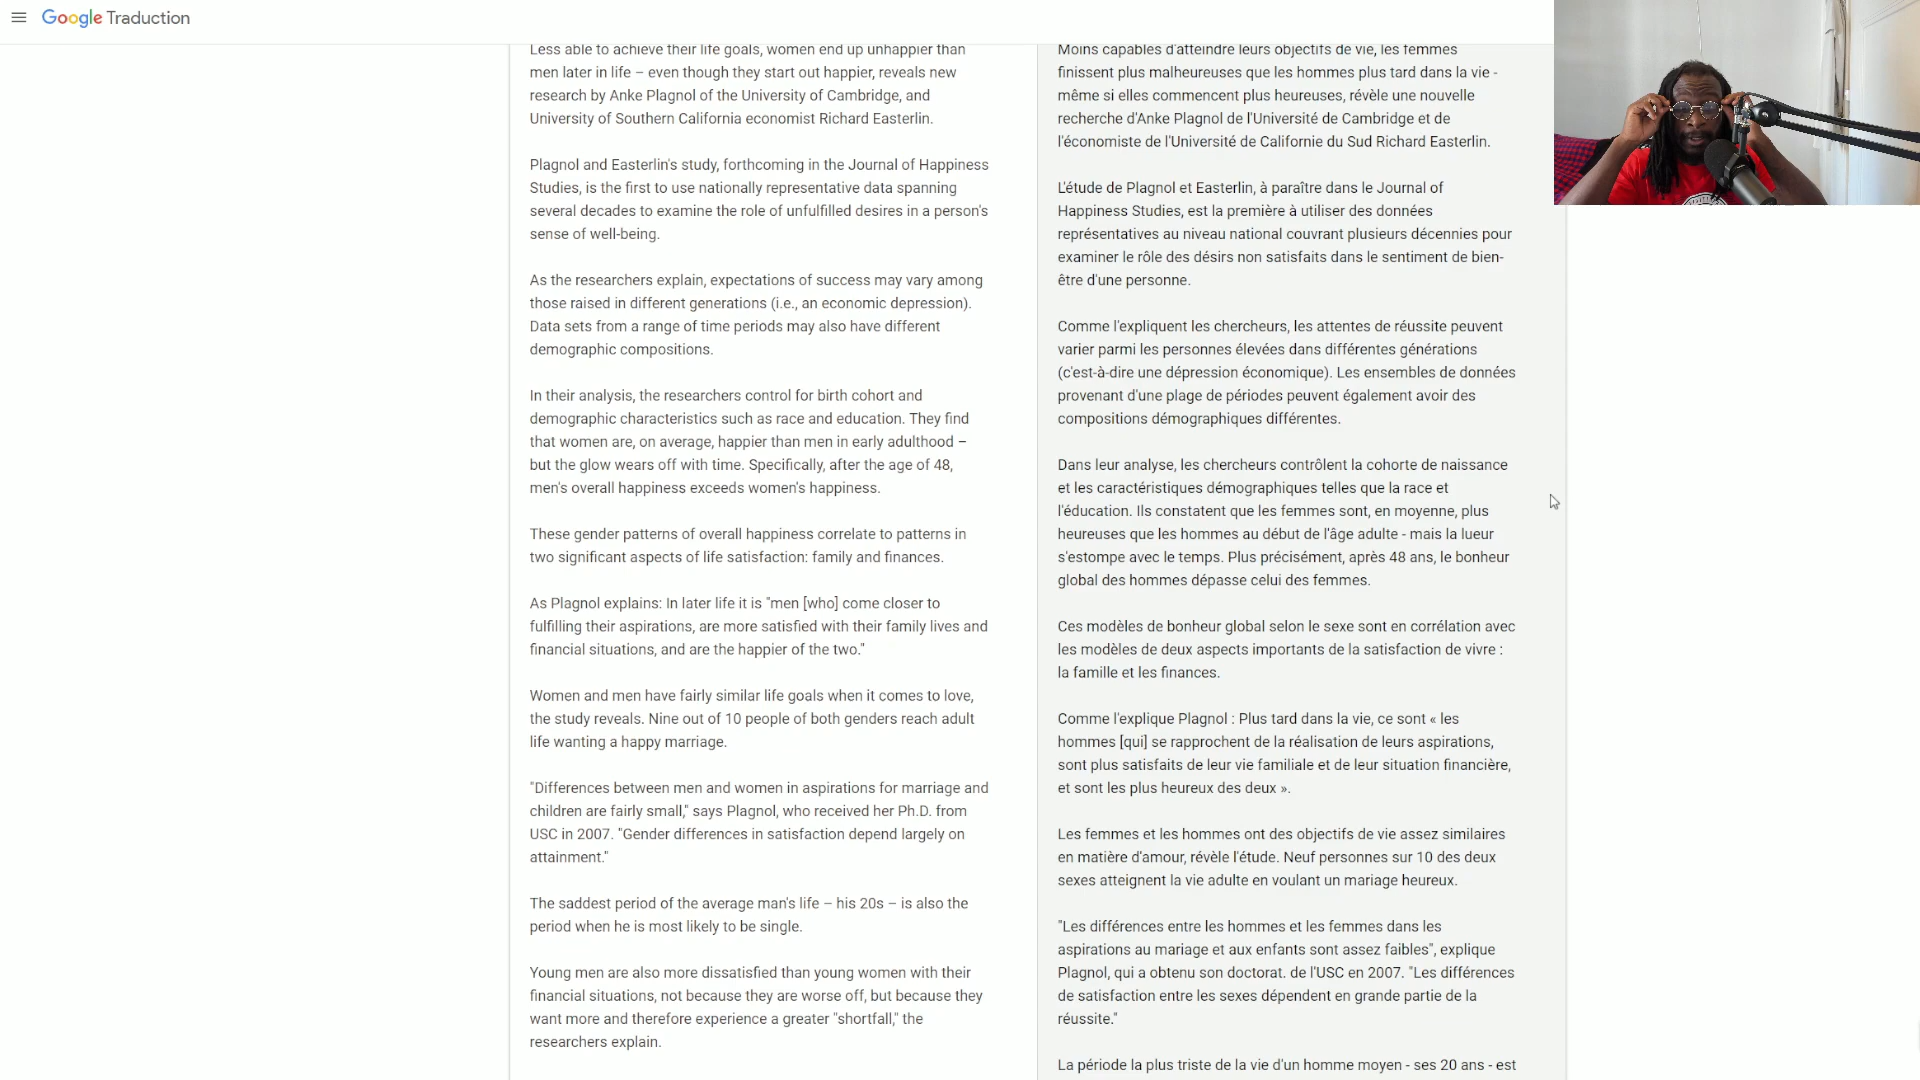 Google Traduction
Less able to achieve their life goals, women end up unhappier than
men later in life – even though they start out happier, reveals new
research by Anke Plagnol of the University of Cambridge, and
University of Southern California economist Richard Easterlin.
Plagnol and Easterlin's study, forthcoming in the Journal of Happiness
Studies, is the first to use nationally representative data spanning
several decades to examine the role of unfulfilled desires in a person's
sense of well-being.
As the researchers explain, expectations of success may vary among
those raised in different generations (i.e., an economic depression).
Data sets from a range of time periods may also have different
demographic compositions.
In their analysis, the researchers control for birth cohort and
demographic characteristics such as race and education. They find
that women are, on average, happier than men in early adulthood –
but the glow wears off with time. Specifically, after the age of 48,
men's overall happiness exceeds women's happiness.
These gender patterns of overall happiness correlate to patterns in
two significant aspects of life satisfaction: family and finances.
As Plagnol explains: In later life it is "men [who] come closer to
fulfilling their aspirations, are more satisfied with their family lives and
financial situations, and are the happier of the two."
Women and men have fairly similar life goals when it comes to love,
the study reveals. Nine out of 10 people of both genders reach adult
life wanting a happy marriage.
"Differences between men and women in aspirations for marriage and
children are fairly small," says Plagnol, who received her Ph.D. from
USC in 2007. "Gender differences in satisfaction depend largely on
attainment."
The saddest period of the average man's life – his 20s – is also the
period when he is most likely to be single.
Young men are also more dissatisfied than young women with their
financial situations, not because they are worse off, but because they
want more and therefore experience a greater "shortfall," the
researchers explain.
Moins capables d'atteindre leurs objectifs de vie, les femmes
finissent plus malheureuses que les hommes plus tard dans la vie -
même si elles commencent plus heureuses, révèle une nouvelle
recherche d'Anke Plagnol de l'Université de Cambridge et de
l'économiste de l'Université de Californie du Sud Richard Easterlin.
L'étude de Plagnol et Easterlin, à paraître dans le Journal of
Happiness Studies, est la première à utiliser des données
représentatives au niveau national couvrant plusieurs décennies pour
examiner le rôle des désirs non satisfaits dans le sentiment de bien-
être d'une personne.
Comme l'expliquent les chercheurs, les attentes de réussite peuvent
varier parmi les personnes élevées dans différentes générations
(c'est-à-dire une dépression économique). Les ensembles de données
provenant d'une plage de périodes peuvent également avoir des
compositions démographiques différentes.
Dans leur analyse, les chercheurs contrôlent la cohorte de naissance
et les caractéristiques démographiques telles que la race et
l'éducation. Ils constatent que les femmes sont, en moyenne, plus
heureuses que les hommes au début de l'âge adulte - mais la lueur
s'estompe avec le temps. Plus précisément, après 48 ans, le bonheur
global des hommes dépasse celui des femmes.
Ces modèles de bonheur global selon le sexe sont en corrélation avec
les modèles de deux aspects importants de la satisfaction de vivre :
la famille et les finances.
Comme l'explique Plagnol : Plus tard dans la vie, ce sont « les
hommes [qui] se rapprochent de la réalisation de leurs aspirations,
sont plus satisfaits de leur vie familiale et de leur situation financière,
et sont les plus heureux des deux ».
Les femmes et les hommes ont des objectifs de vie assez similaires
en matière d'amour, révèle l'étude. Neuf personnes sur 10 des deux
sexes atteignent la vie adulte en voulant un mariage heureux.
"Les différences entre les hommes et les femmes dans les
aspirations au mariage et aux enfants sont assez faibles", explique
Plagnol, qui a obtenu son doctorat. de l'USC en 2007. "Les différences
de satisfaction entre les sexes dépendent en grande partie de la
réussite."
La période la plus triste de la vie d'un homme moyen - ses 20 ans - est